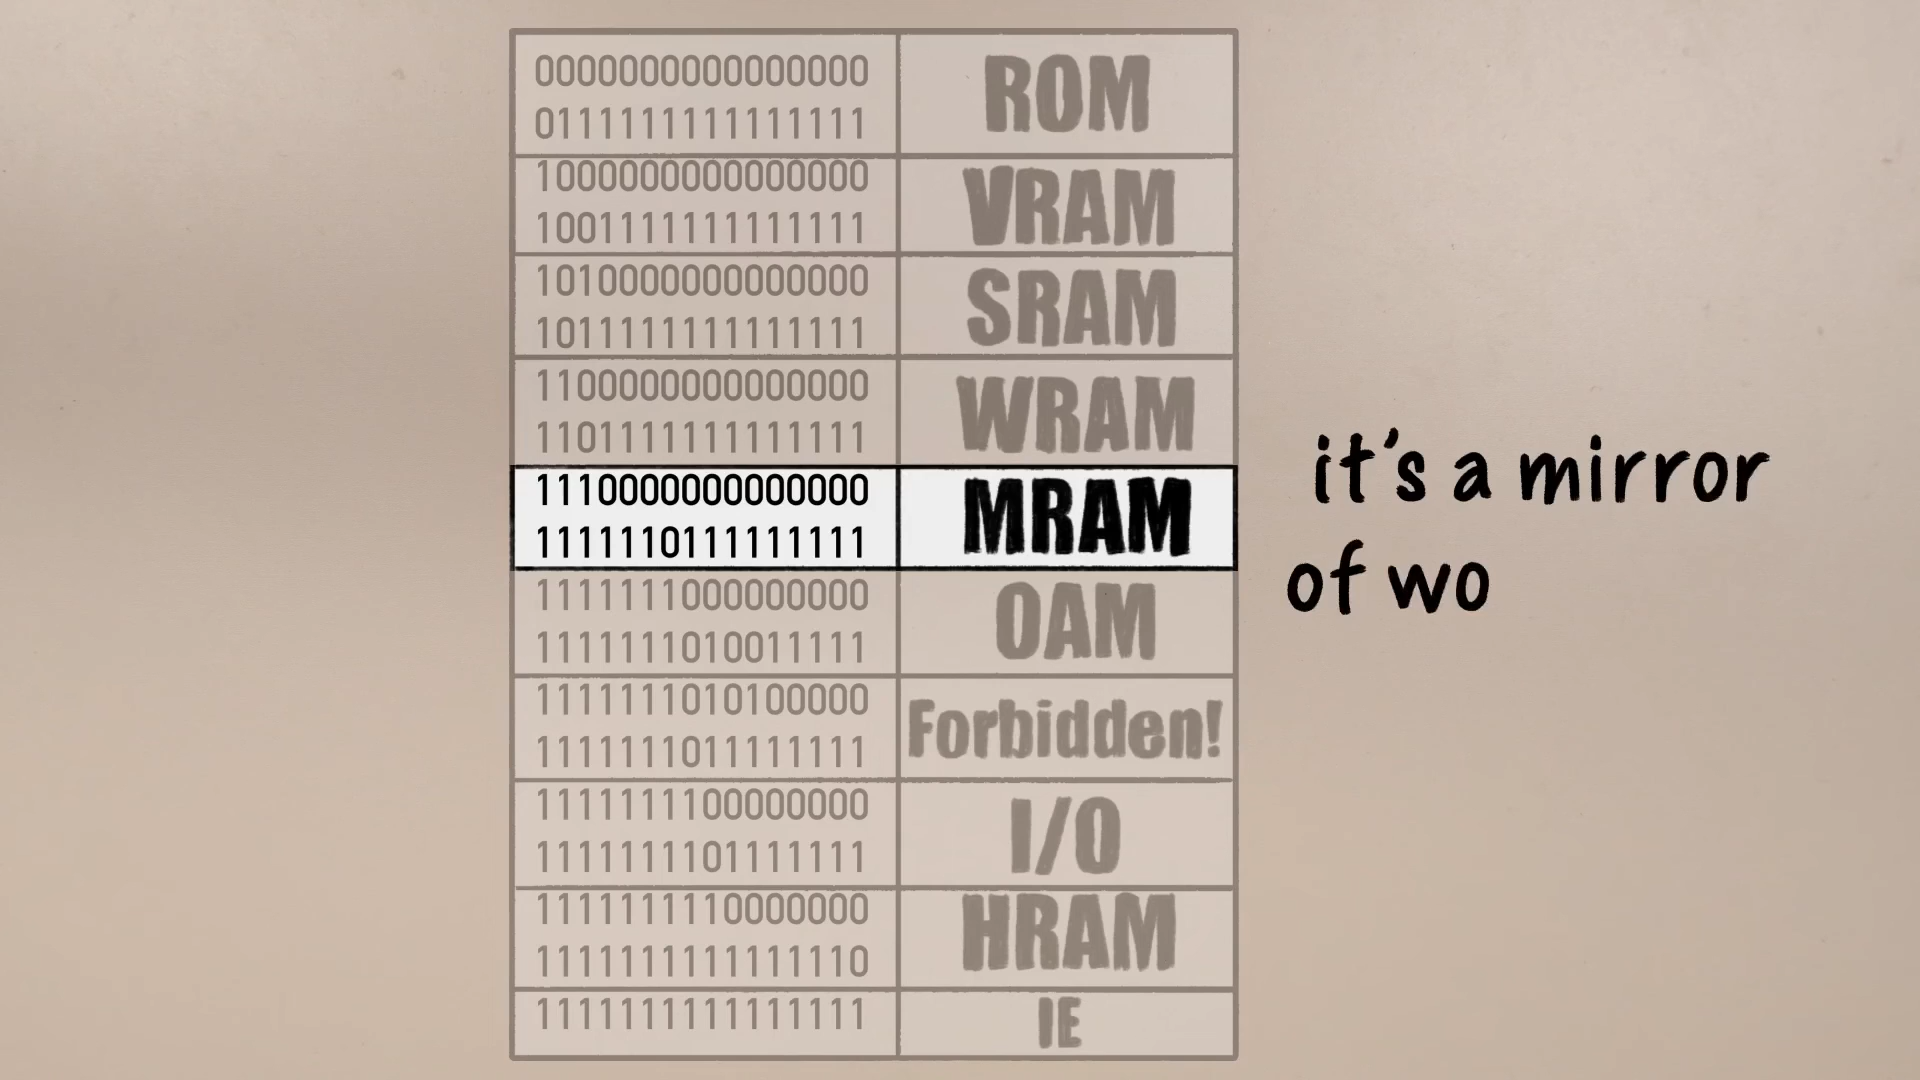 0000000000000000
0111111111111111
ROM
1000000000000000
1001111111111111
VRAM
1010000000000000
1011111111111111
SRAM
1100000000000000
1101111111111111
WRAM
1110000000000000
1111110111111111
MRAM
it's a mirror
of wo
1111111000000000
1111111010011111
OAM
1111111010100000
1111111011111111
Forbidden!
1111111100000000
1111111101111111
I/O
1111111110000000
1111111111111110
HRAM
1111111111111111
IE